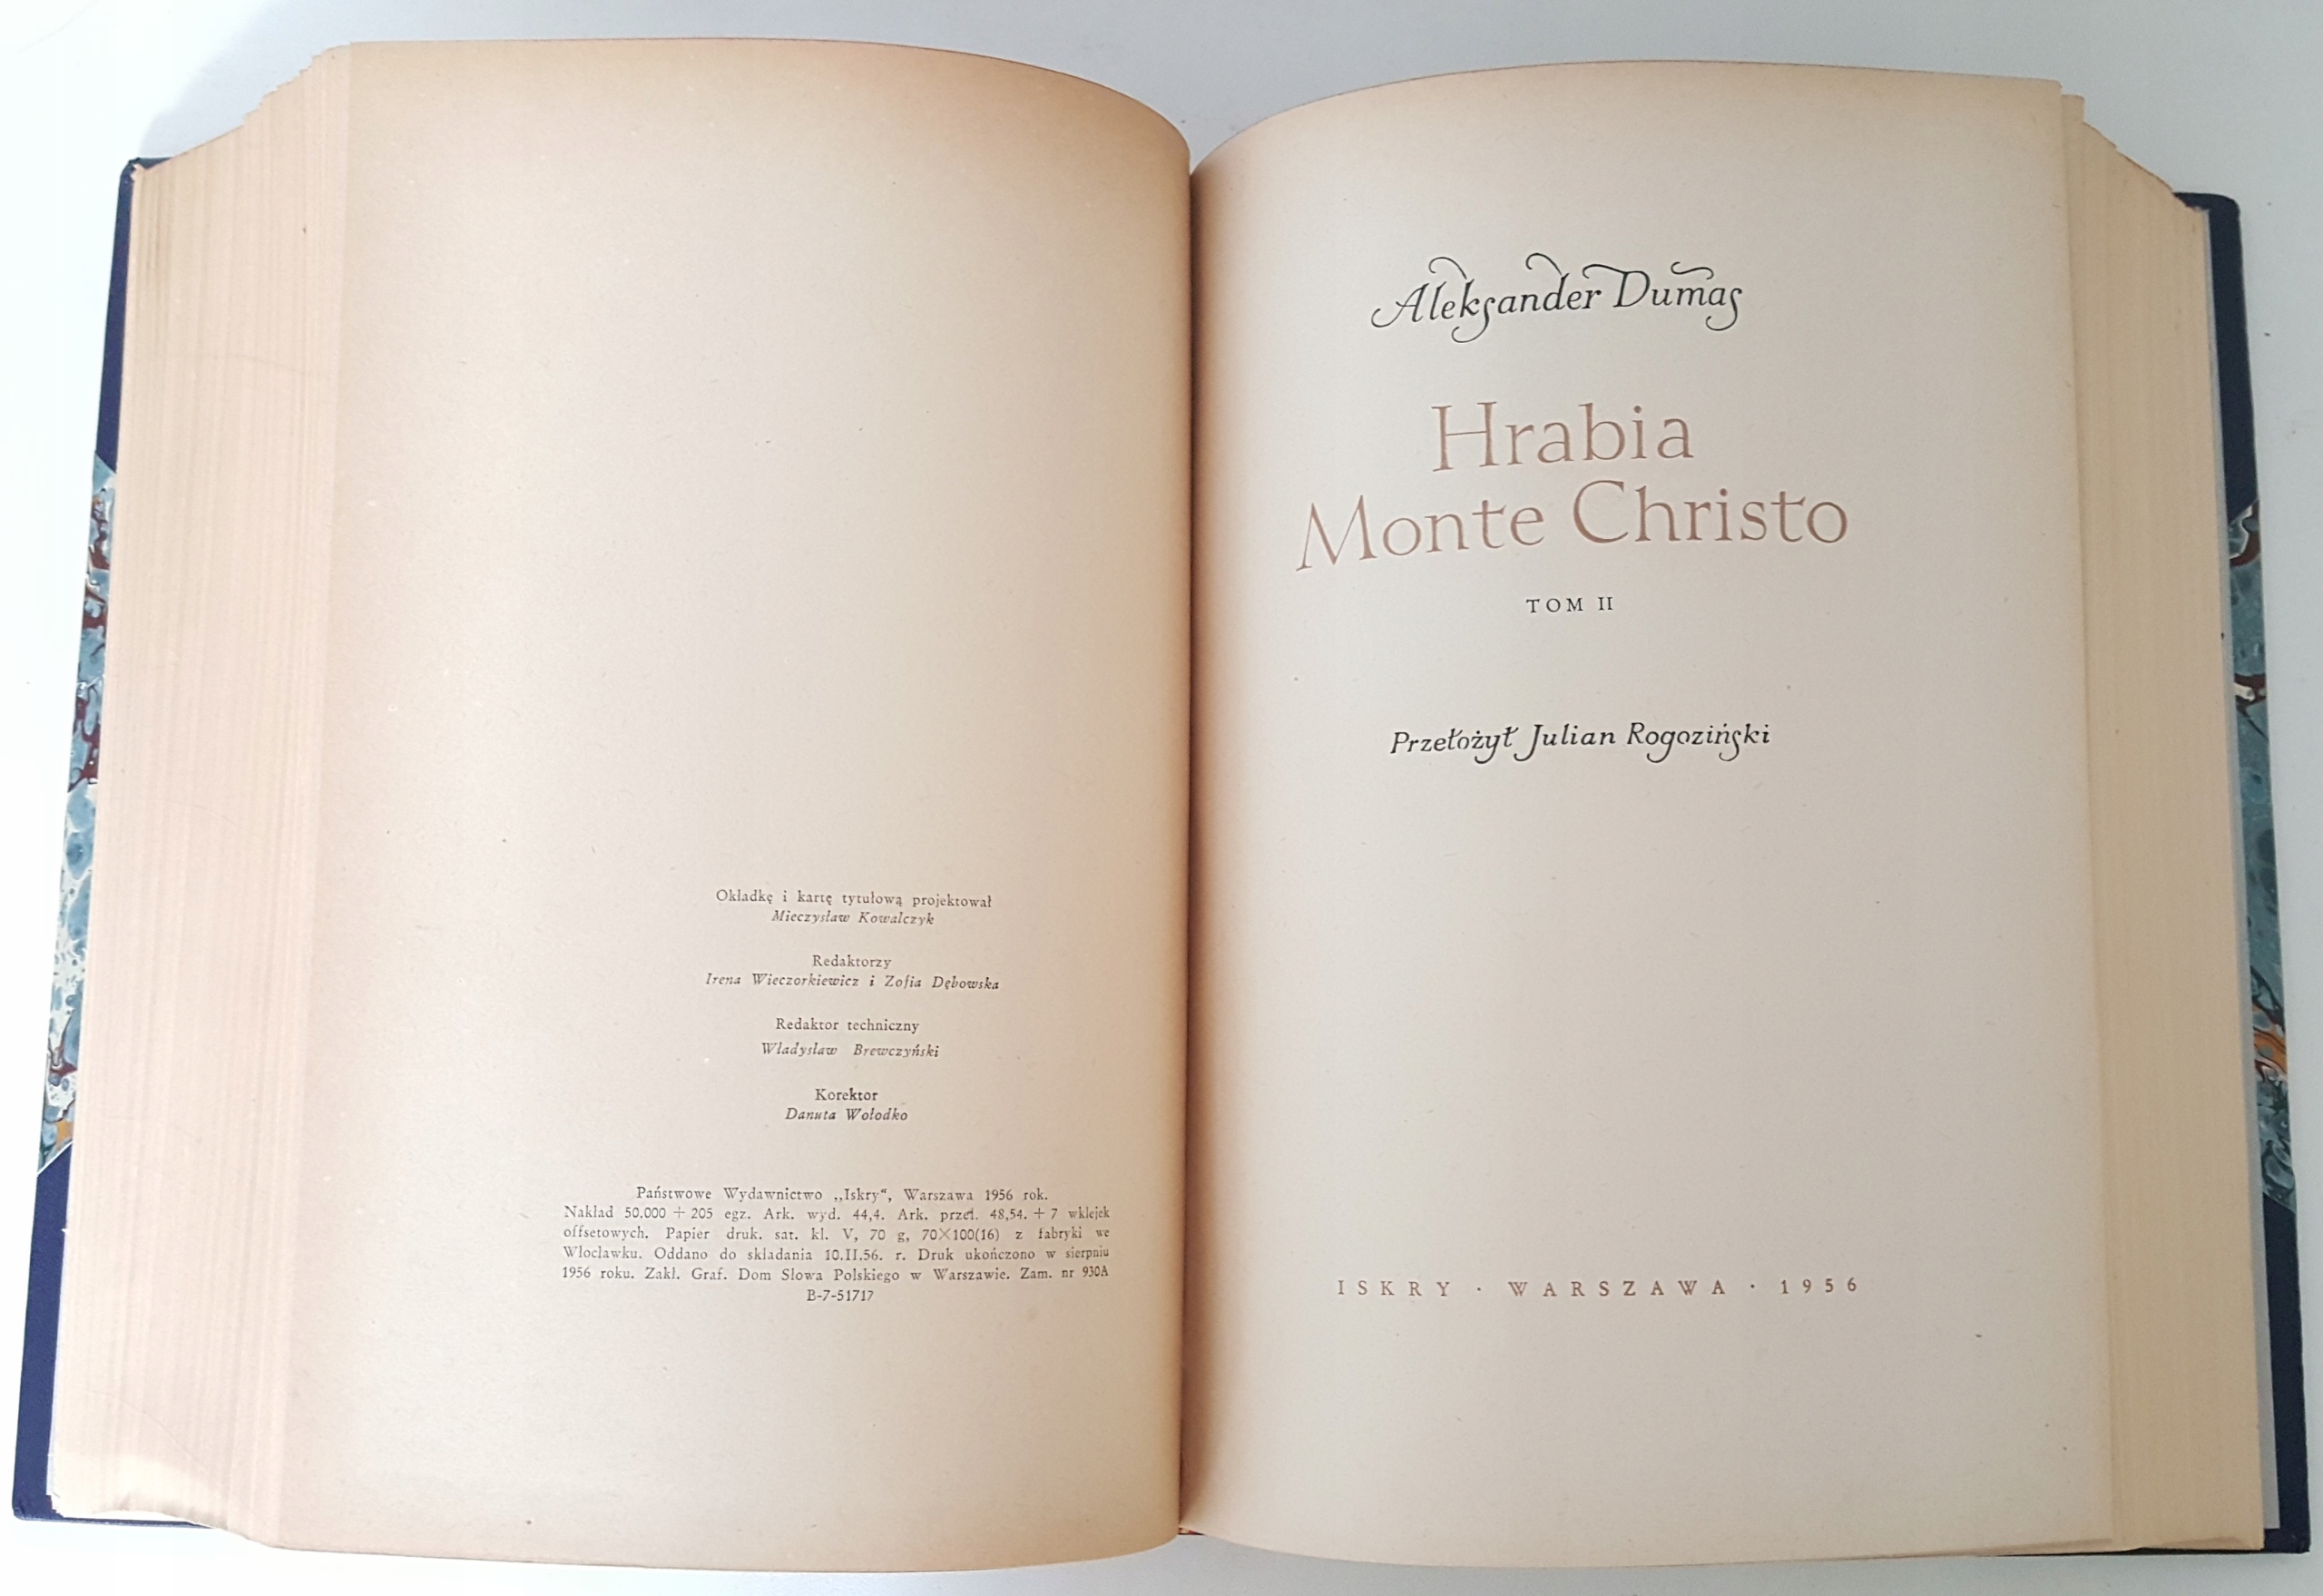 Okładkę i kartę tytułową projektował
Mieczysław Kowalczyk
Redaktorzy
Irena Wieczorkiewicz i Zofia Dębowska
Redaktor techniczny
Władysław Brewczyński
Korektor
Danuta Wołodko
Państwowe Wydawnictwo „Iskry“, Warszawa 1956 rok.
Nakład 50.000 + 205 egz. Ark. wyd. 44,4. Ark. przeł. 48,54. + 7 wklejek
offsetowych. Papier druk. sat. kl. V, 70 g, 70×100(16) z fabryki we
Włocławku. Oddano do składania 10.II.56. r. Druk ukończono w sierpniu
1956 roku. Zakł. Graf. Dom Słowa Polskiego w Warszawie. Zam. nr 930A
B-7-51717
Aleksander Dumas
Hrabia
Monte Christo
TOM II
Przełożył Julian Rogoziński
ISKRY · WARSZAWA · 1956